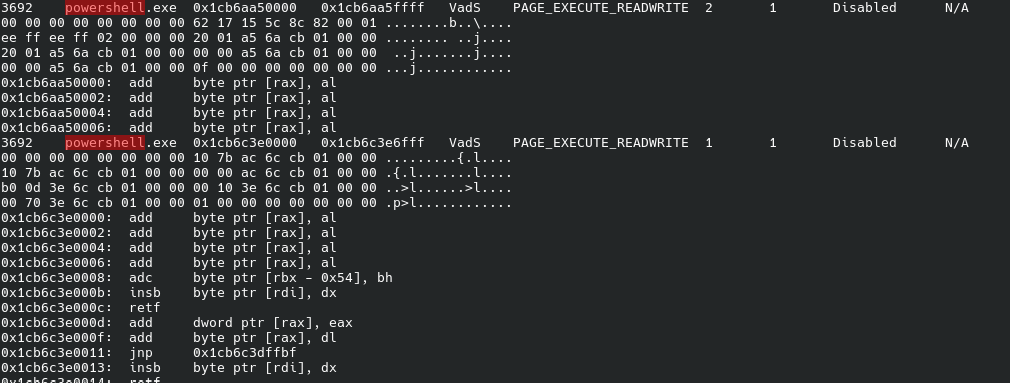 3692 powershell.exe 0x1cb6aa50000 0x1cb6aa5ffff VadS PAGE_EXECUTE_READWRITE 2 1 Disabled N/A
00 00 00 00 00 00 00 00 62 17 15 5c 8c 82 00 01 ........b..\....
ee ff ee ff 02 00 00 00 20 01 a5 6a cb 01 00 00 ........ ..j....
20 01 a5 6a cb 01 00 00 00 00 a5 6a cb 01 00 00 ..j.......j....
00 00 a5 6a cb 01 00 00 0f 00 00 00 00 00 00 00 ...j............
0x1cb6aa50000: add byte ptr [rax], al
0x1cb6aa50002: add byte ptr [rax], al
0x1cb6aa50004: add byte ptr [rax], al
0x1cb6aa50006: add byte ptr [rax], al
3692 powershell.exe 0x1cb6c3e0000 0x1cb6c3e6fff VadS PAGE_EXECUTE_READWRITE 1 1 Disabled N/A
00 00 00 00 00 00 00 00 10 7b ac 6c cb 01 00 00 .........{.l....
10 7b ac 6c cb 01 00 00 00 00 ac 6c cb 01 00 00 .{.l.......l....
b0 0d 3e 6c cb 01 00 00 00 10 3e 6c cb 01 00 00 ..>l......>l....
00 70 3e 6c cb 01 00 00 01 00 00 00 00 00 00 00 .p>l............
0x1cb6c3e0000: add byte ptr [rax], al
0x1cb6c3e0002: add byte ptr [rax], al
0x1cb6c3e0004: add byte ptr [rax], al
0x1cb6c3e0006: add byte ptr [rax], al
0x1cb6c3e0008: adc byte ptr [rbx - 0x54], bh
0x1cb6c3e000b: insb byte ptr [rdi], dx
0x1cb6c3e000c: retf
0x1cb6c3e000d: add dword ptr [rax], eax
0x1cb6c3e000f: add byte ptr [rax], dl
0x1cb6c3e0011: jnp 0x1cb6c3dffbf
0x1cb6c3e0013: insb byte ptr [rdi], dx
0x1cb6c3e0014: retf